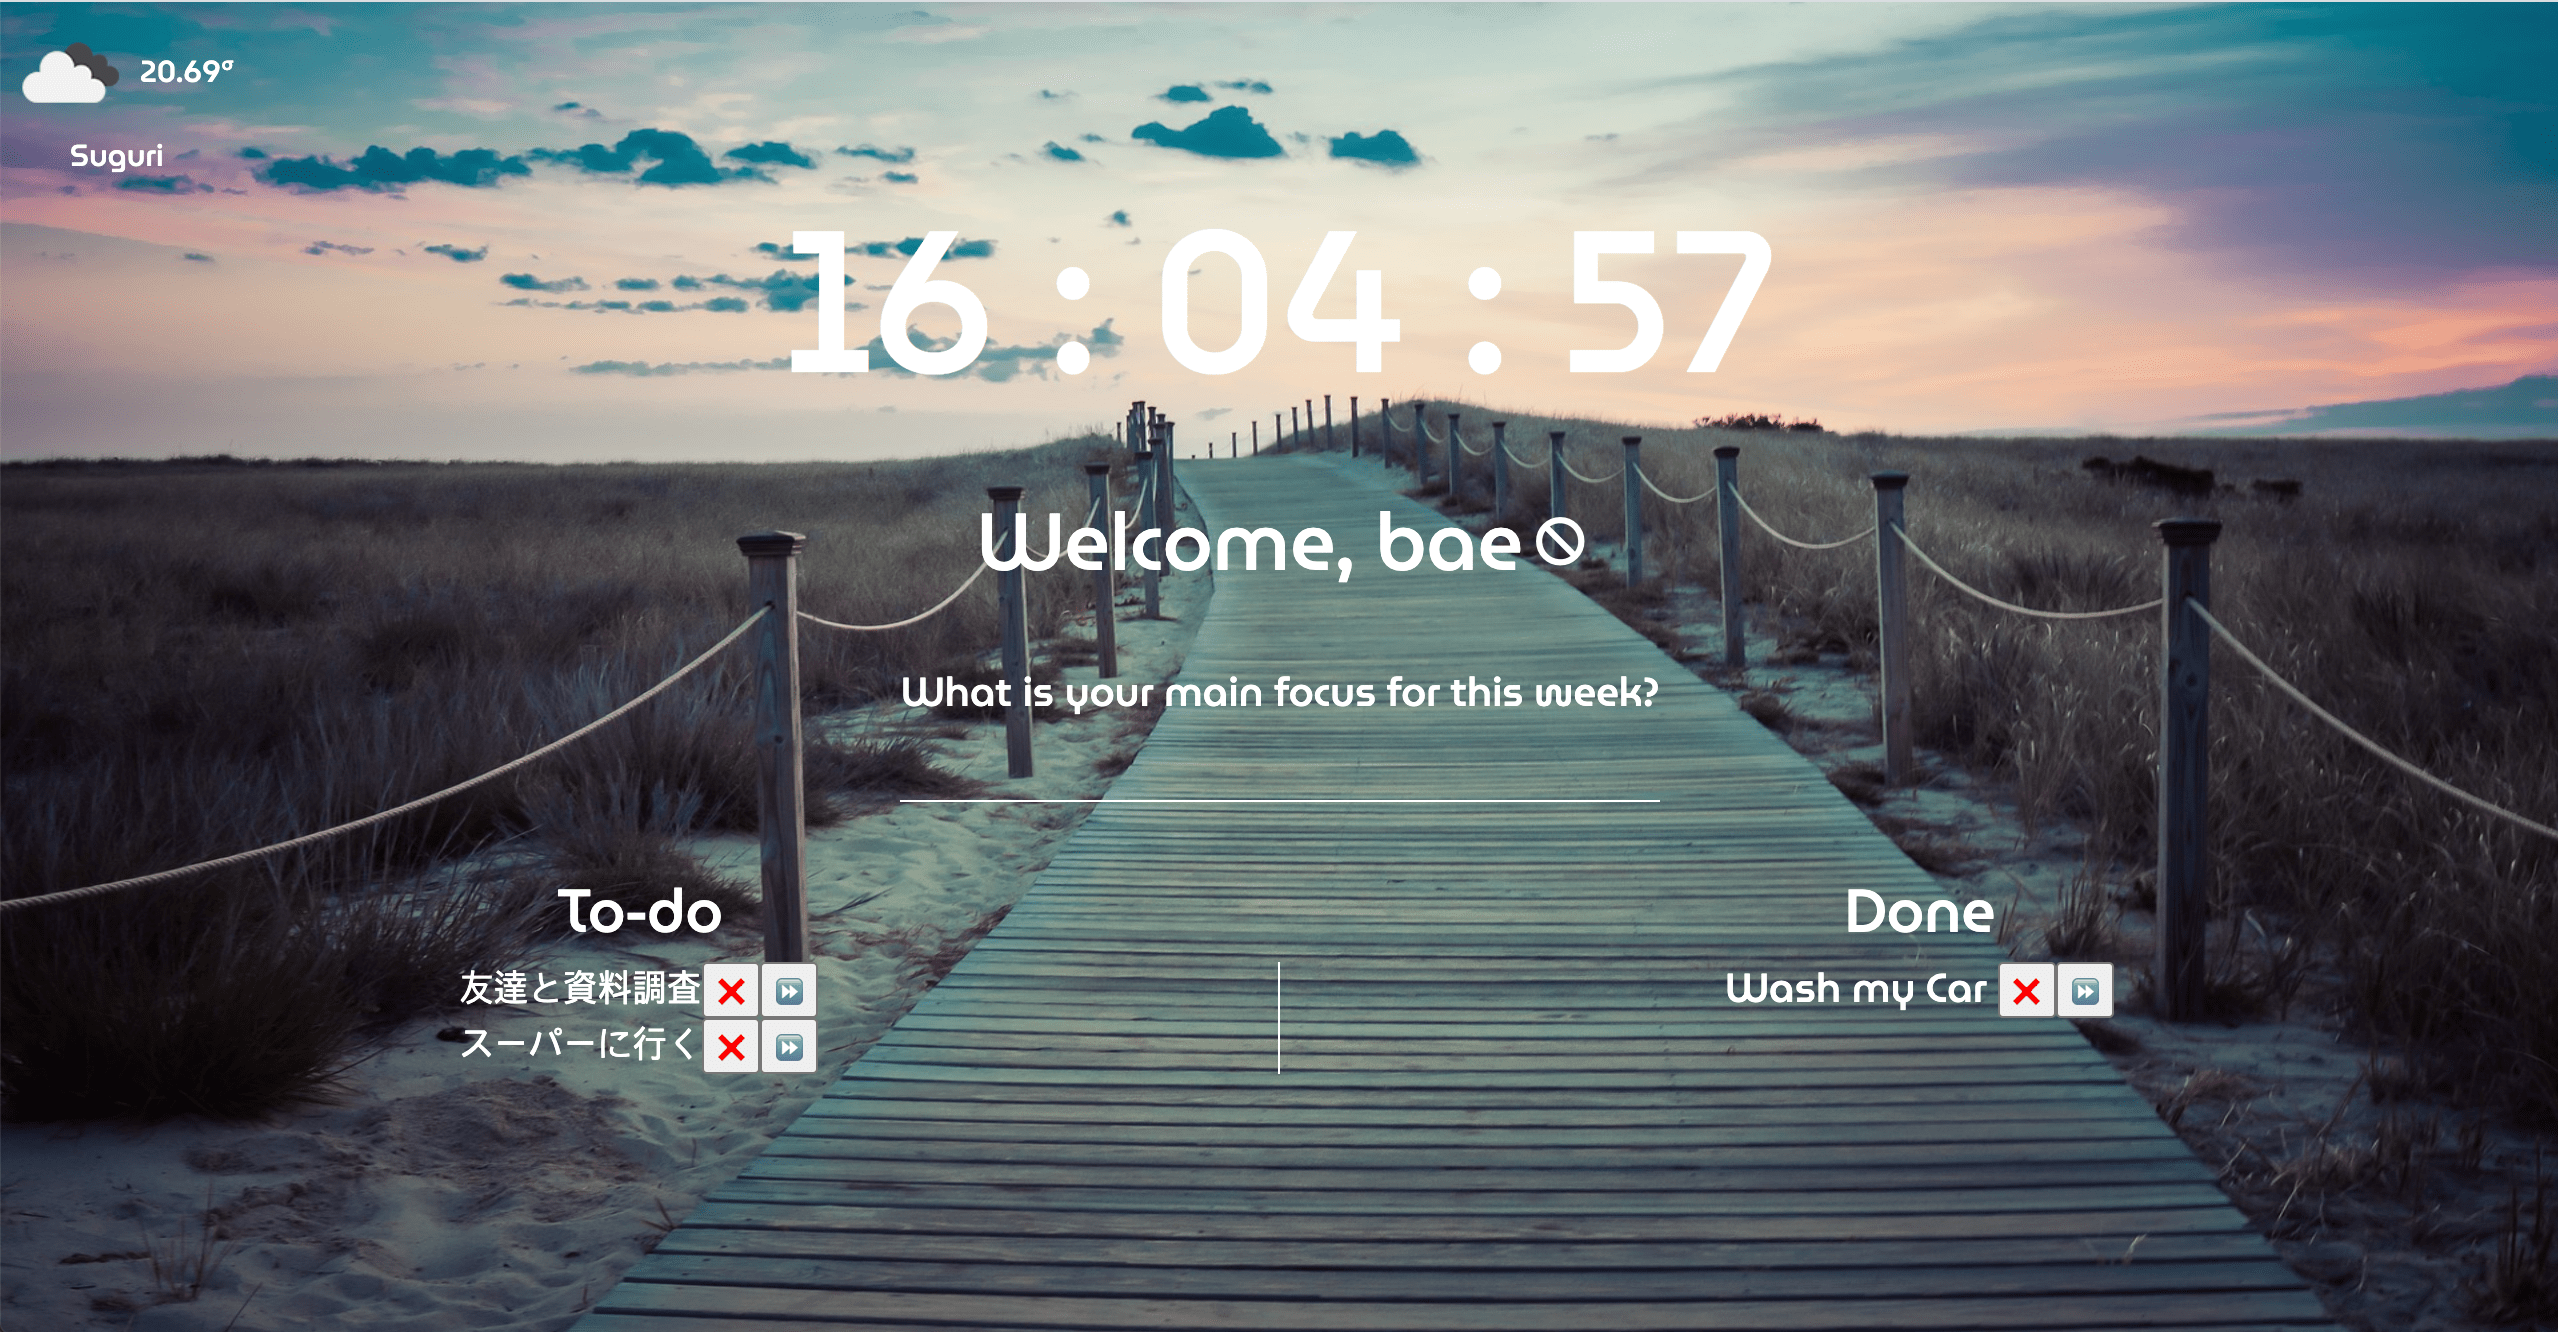 20.69°
Suguri
16 : 04 : 57
Welcome, bae
What is your main focus for this week?
To-do
友達と資料調査
スーパーに行く
Done
Wash my Car